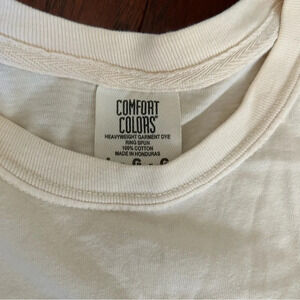 COMFORT
COLORS®
HEAVYWEIGHT GARMENT DYE
RING SPUN
100% COTTON
MADE IN HONDURAS